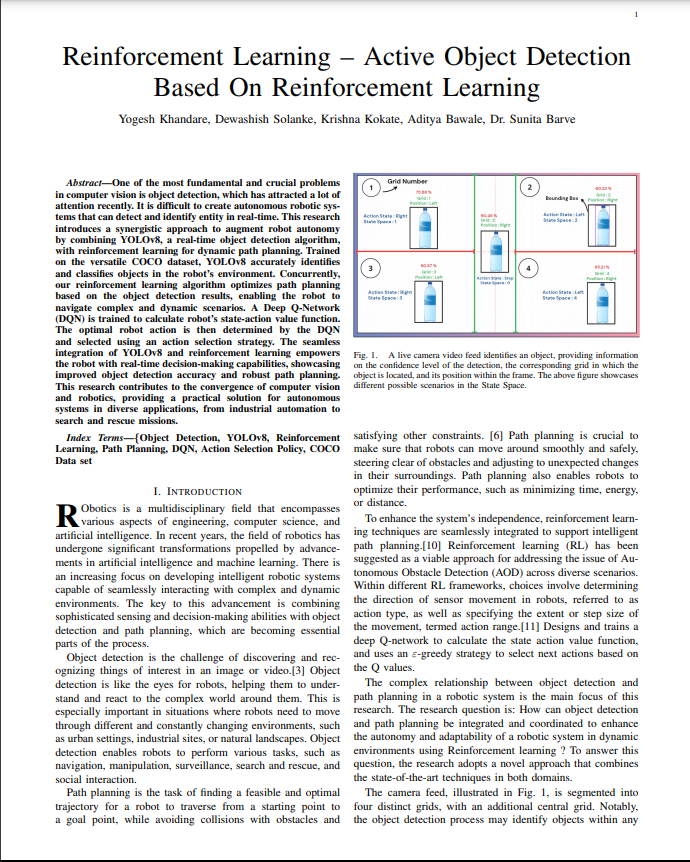 1
Reinforcement Learning – Active Object Detection
Based On Reinforcement Learning
Yogesh Khandare, Dewashish Solanke, Krishna Kokate, Aditya Bawale, Dr. Sunita Barve
Abstract—One of the most fundamental and crucial problems
in computer vision is object detection, which has attracted a lot of
attention recently. It is difficult to create autonomous robotic sys-
tems that can detect and identify entity in real-time. This research
introduces a synergistic approach to augment robot autonomy
by combining YOLOv8, a real-time object detection algorithm,
with reinforcement learning for dynamic path planning. Trained
on the versatile COCO dataset, YOLOv8 accurately identifies
and classifies objects in the robot's environment. Concurrently,
our reinforcement learning algorithm optimizes path planning
based on the object detection results, enabling the robot to
navigate complex and dynamic scenarios. A Deep Q-Network
(DQN) is trained to calculate robot's state-action value function.
The optimal robot action is then determined by the DQN
and selected using an action selection strategy. The seamless
integration of YOLOv8 and reinforcement learning empowers
the robot with real-time decision-making capabilities, showcasing
improved object detection accuracy and robust path planning.
This research contributes to the convergence of computer vision
and robotics, providing a practical solution for autonomous
systems in diverse applications, from industrial automation to
search and rescue missions.
Index Terms—{Object Detection, YOLOv8, Reinforcement
Learning, Path Planning, DQN, Action Selection Policy, COCO
Data set
I. INTRODUCTION
RObotics is a multidisciplinary field that encompasses
various aspects of engineering, computer science, and
artificial intelligence. In recent years, the field of robotics has
undergone significant transformations propelled by advance-
ments in artificial intelligence and machine learning. There is
an increasing focus on developing intelligent robotic systems
capable of seamlessly interacting with complex and dynamic
environments. The key to this advancement is combining
sophisticated sensing and decision-making abilities with object
detection and path planning, which are becoming essential
parts of the process.
Object detection is the challenge of discovering and rec-
ognizing things of interest in an image or video.[3] Object
detection is like the eyes for robots, helping them to under-
stand and react to the complex world around them. This is
especially important in situations where robots need to move
through different and constantly changing environments, such
as urban settings, industrial sites, or natural landscapes. Object
detection enables robots to perform various tasks, such as
navigation, manipulation, surveillance, search and rescue, and
social interaction.
Path planning is the task of finding a feasible and optimal
trajectory for a robot to traverse from a starting point to
a goal point, while avoiding collisions with obstacles and
1
Grid Number
Grid : 1
Position : Left
Action State : Right
State Space : 1
2
Grid : 2
Position : Right
Bounding Box
Action State : Left
State Space : 2
Position : Right
Action State : Stop
State Space : 0
3
Grid : 3
Position : Left
Action State : Right
State Space : 3
4
Grid : 4
Position : Right
Action State : Left
State Space : 4
Fig. 1. A live camera video feed identifies an object, providing information
on the confidence level of the detection, the corresponding grid in which the
object is located, and its position within the frame. The above figure showcases
different possible scenarios in the State Space.
satisfying other constraints. [6] Path planning is crucial to
make sure that robots can move around smoothly and safely,
steering clear of obstacles and adjusting to unexpected changes
in their surroundings. Path planning also enables robots to
optimize their performance, such as minimizing time, energy,
or distance.
To enhance the system's independence, reinforcement learn-
ing techniques are seamlessly integrated to support intelligent
path planning.[10] Reinforcement learning (RL) has been
suggested as a viable approach for addressing the issue of Au-
tonomous Obstacle Detection (AOD) across diverse scenarios.
Within different RL frameworks, choices involve determining
the direction of sensor movement in robots, referred to as
action type, as well as specifying the extent or step size of
the movement, termed action range.[11] Designs and trains a
deep Q-network to calculate the state action value function,
and uses an ε-greedy strategy to select next actions based on
the Q values.
The complex relationship between object detection and
path planning in a robotic system is the main focus of this
research. The research question is: How can object detection
and path planning be integrated and coordinated to enhance
the autonomy and adaptability of a robotic system in dynamic
environments using Reinforcement learning ? To answer this
question, the research adopts a novel approach that combines
the state-of-the-art techniques in both domains.
The camera feed, illustrated in Fig. 1, is segmented into
four distinct grids, with an additional central grid. Notably,
the object detection process may identify objects within any